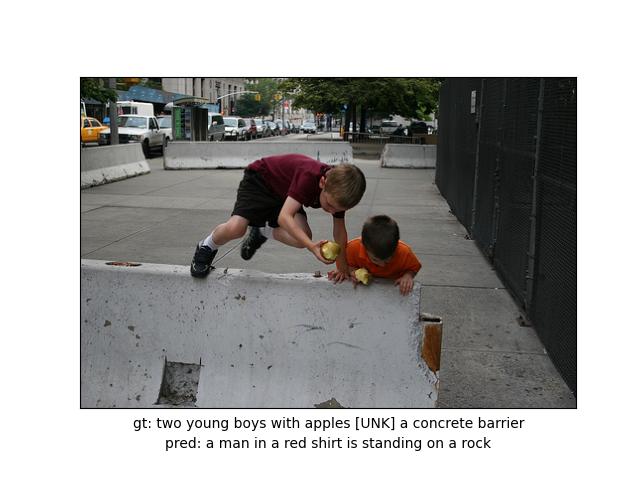 gt: two young boys with apples [UNK] a concrete barrier
pred: a man in a red shirt is standing on a rock